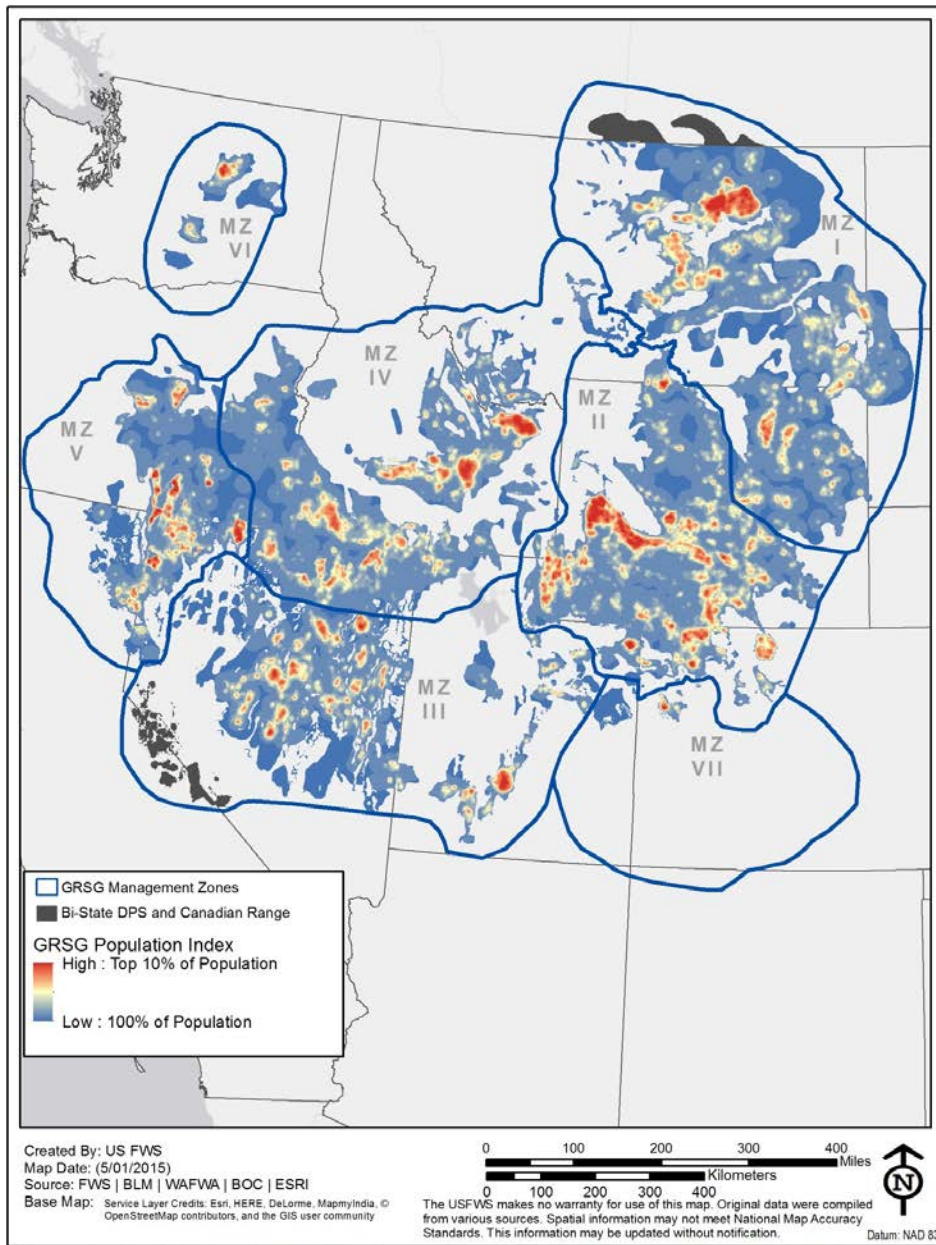 MZ
VI
MZ
I
MZ
IV
MZ
II
MZ
V
MZ
III
MZ
VII
GRSG Management Zones
Bi-State DPS and Canadian Range
GRSG Population Index
High : Top 10% of Population
Low : 100% of Population
Created By: US FWS
Map Date: (5/01/2015)
Source: FWS | BLM | WAFWA | BOC | ESRI
Base Map: Service Layer Credits: Esri, HERE, DeLorme, MapmyIndia, ©
OpenStreetMap contributors, and the GIS user community
0 100 200 300 400
Miles
Kilometers
0 100 200 300 400
The USFWS makes no warranty for use of this map. Original data were compiled
from various sources. Spatial information may not meet National Map Accuracy
Standards. This information may be updated without notification.
N
Datum: NAD 83